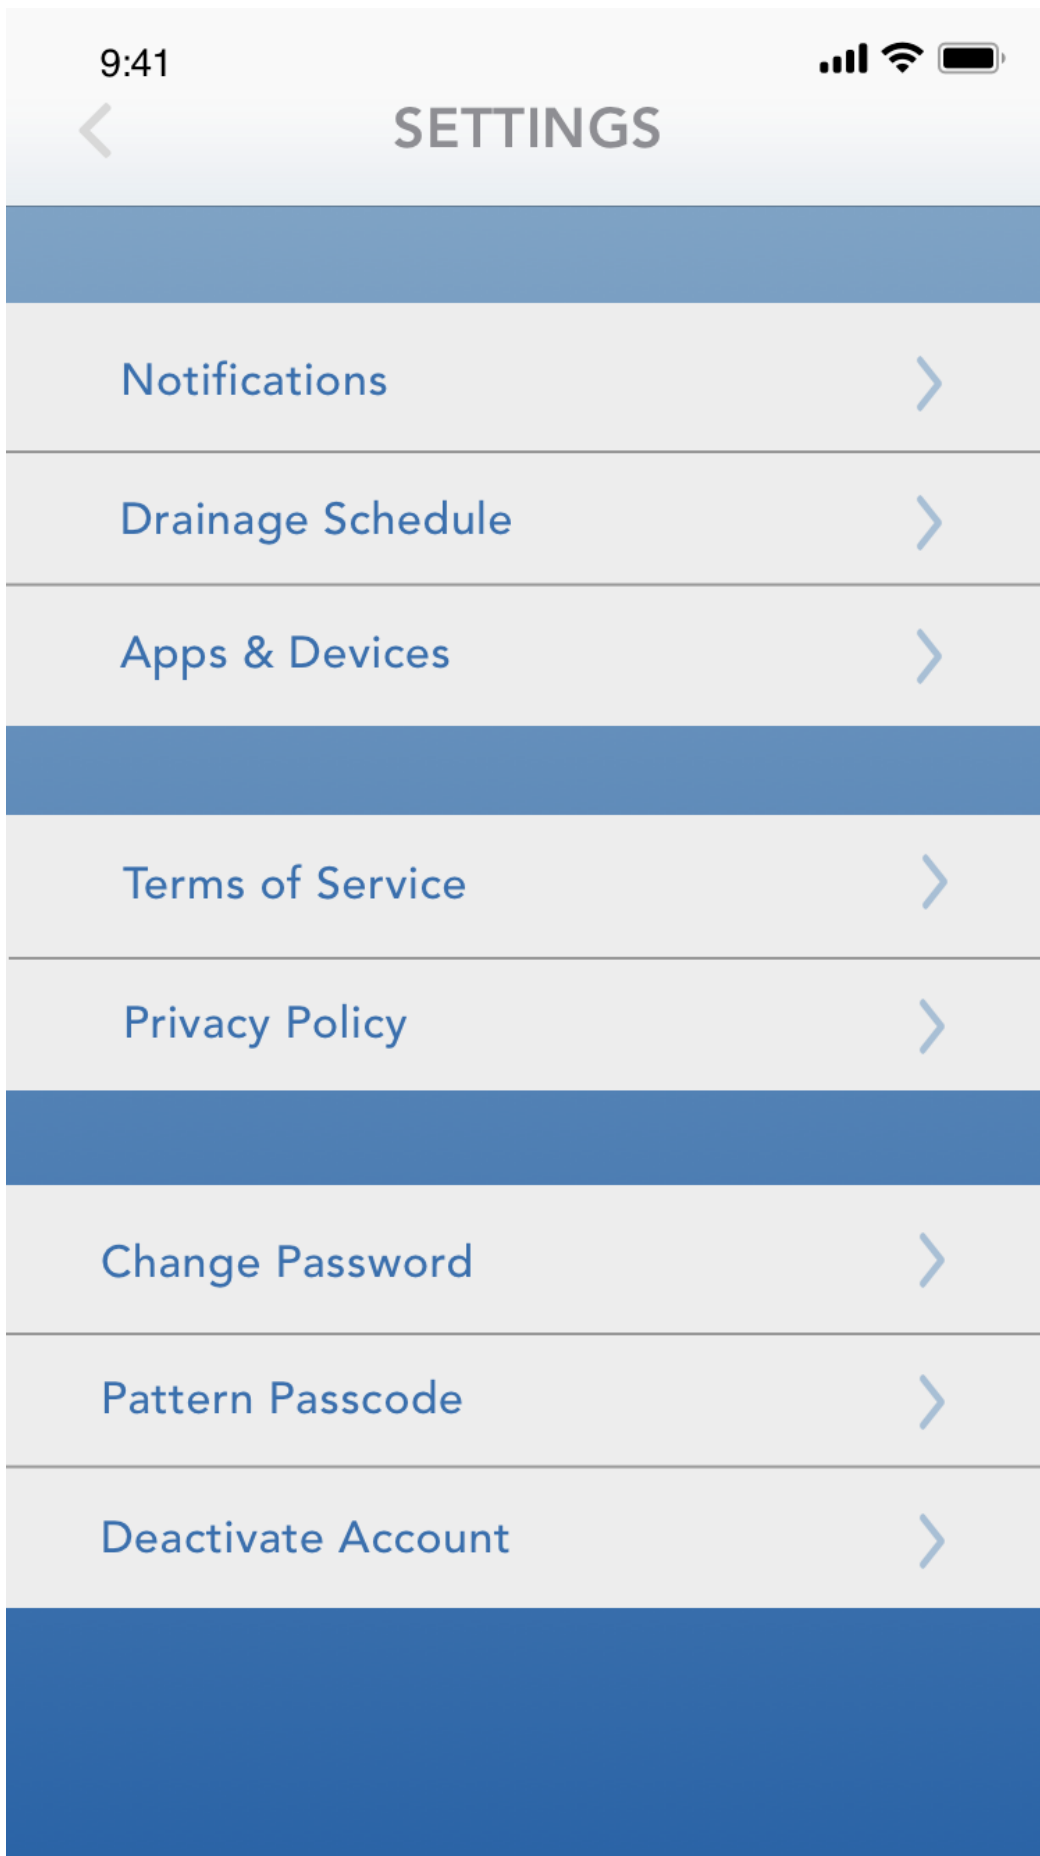 9:41
SETTINGS
Notifications
Drainage Schedule
Apps & Devices
Terms of Service
Privacy Policy
Change Password
Pattern Passcode
Deactivate Account